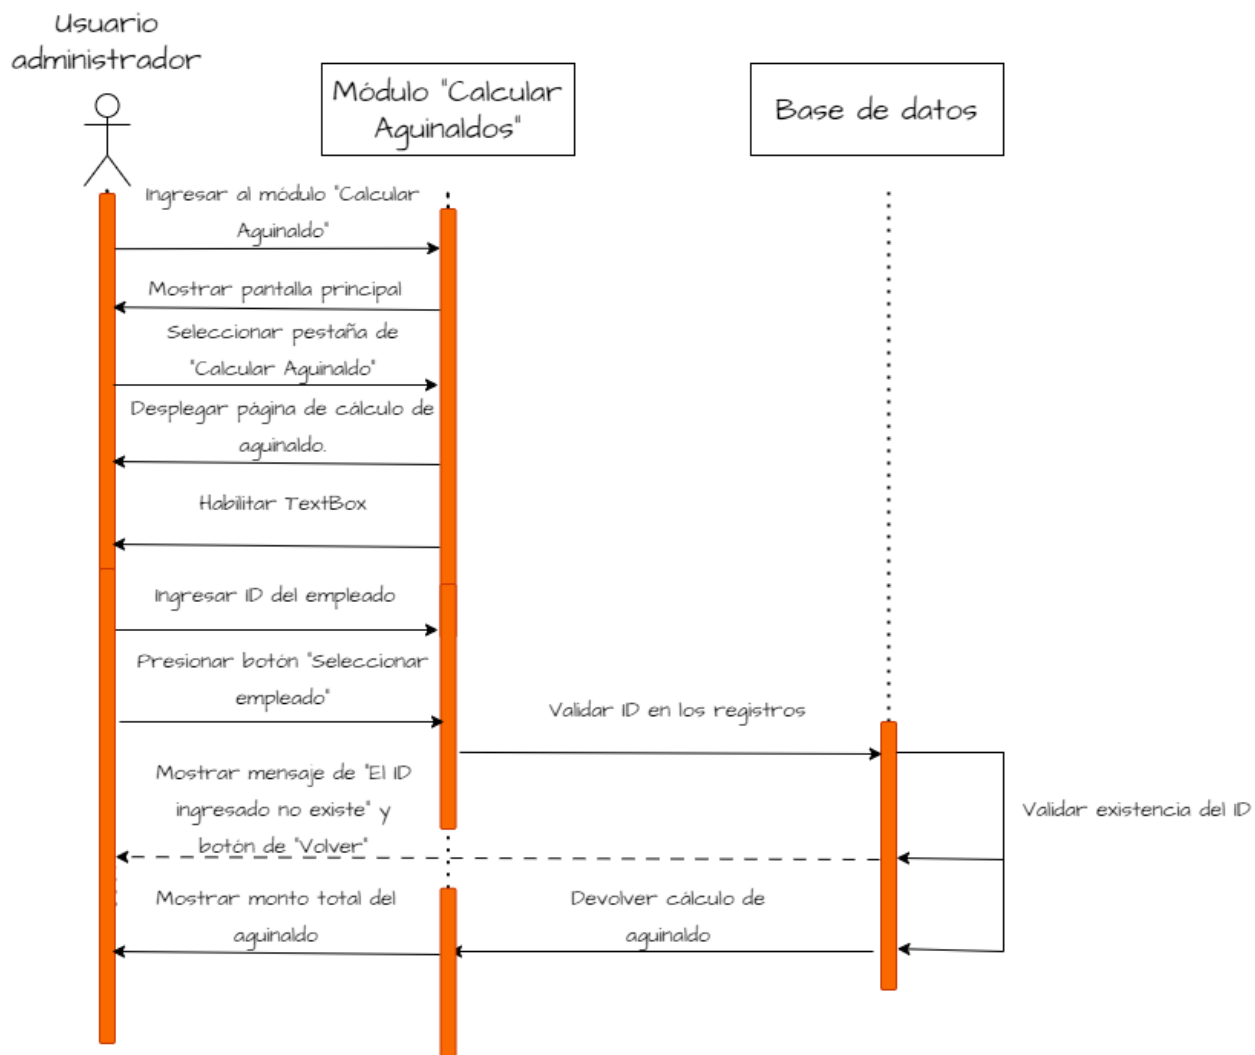 Usuario
administrador
Módulo "Calcular
Aguinaldos"
Base de datos
Ingresar al módulo "Calcular
Aguinaldo"
Mostrar pantalla principal
Seleccionar pestaña de
"Calcular Aguinaldo"
Desplegar página de cálculo de
aguinaldo.
Habilitar TextBox
Ingresar ID del empleado
Presionar botón "Seleccionar
empleado"
Validar ID en los registros
Mostrar mensaje de "El ID
ingresado no existe" y
botón de "Volver"
Validar existencia del ID
Mostrar monto total del
aguinaldo
Devolver cálculo de
aguinaldo